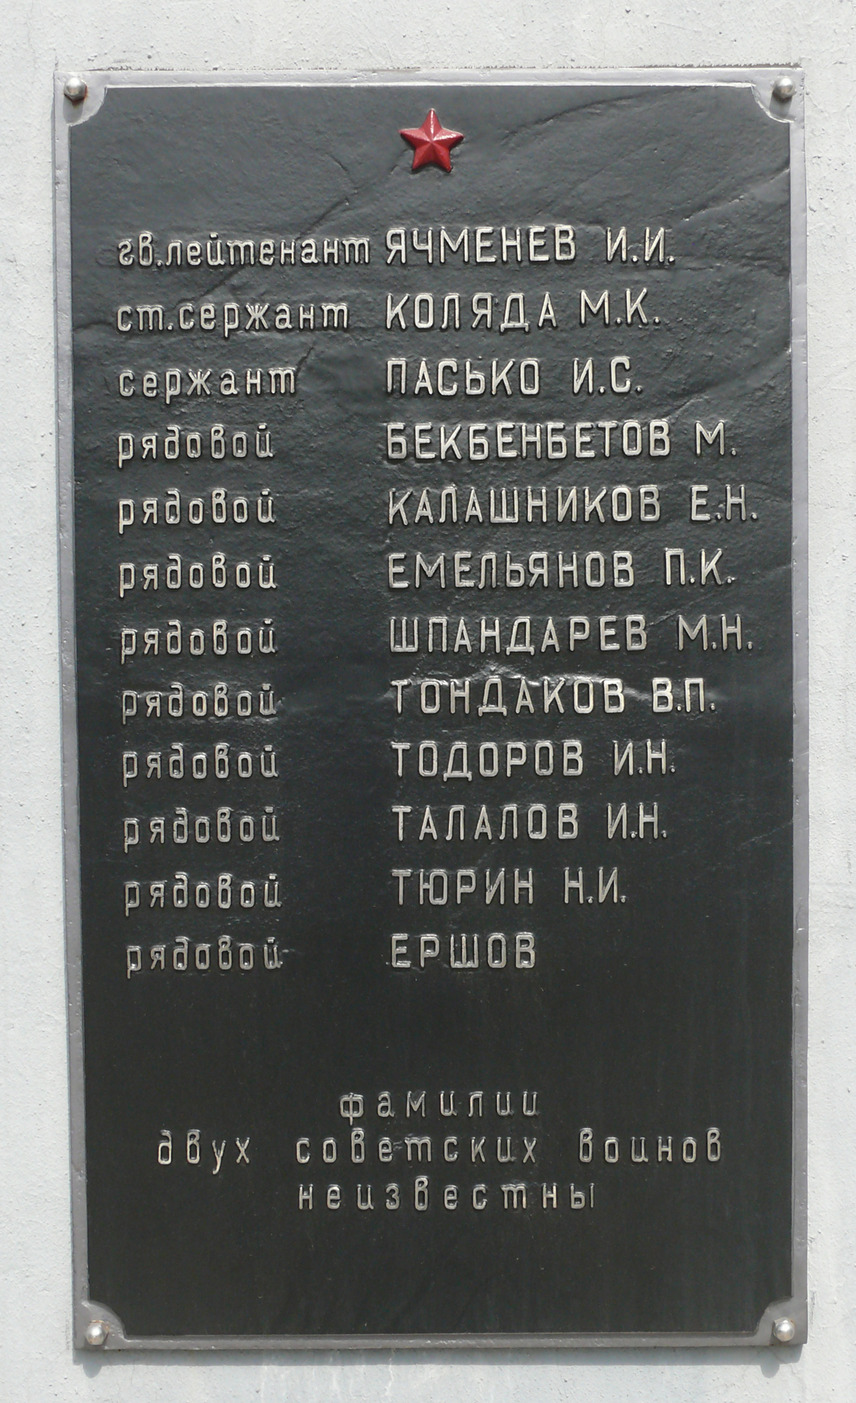 гв.лейтенант ЯЧМЕНЕВ И.И.
ст.сержант КОЛЯДА М.К.
сержант ПАСЬКО И.С.
рядовой БЕКБЕНБЕТОВ М.
рядовой КАЛАШНИКОВ Е.Н.
рядовой ЕМЕЛЬЯНОВ П.К.
рядовой ШПАНДАРЕВ М.Н.
рядовой ТОНДАКОВ В.П.
рядовой ТОДОРОВ И.Н.
рядовой ТАЛАЛОВ И.Н.
рядовой ТЮРИН Н.И.
рядовой ЕРШОВ
фамилии
двух советских воинов
неизвестны